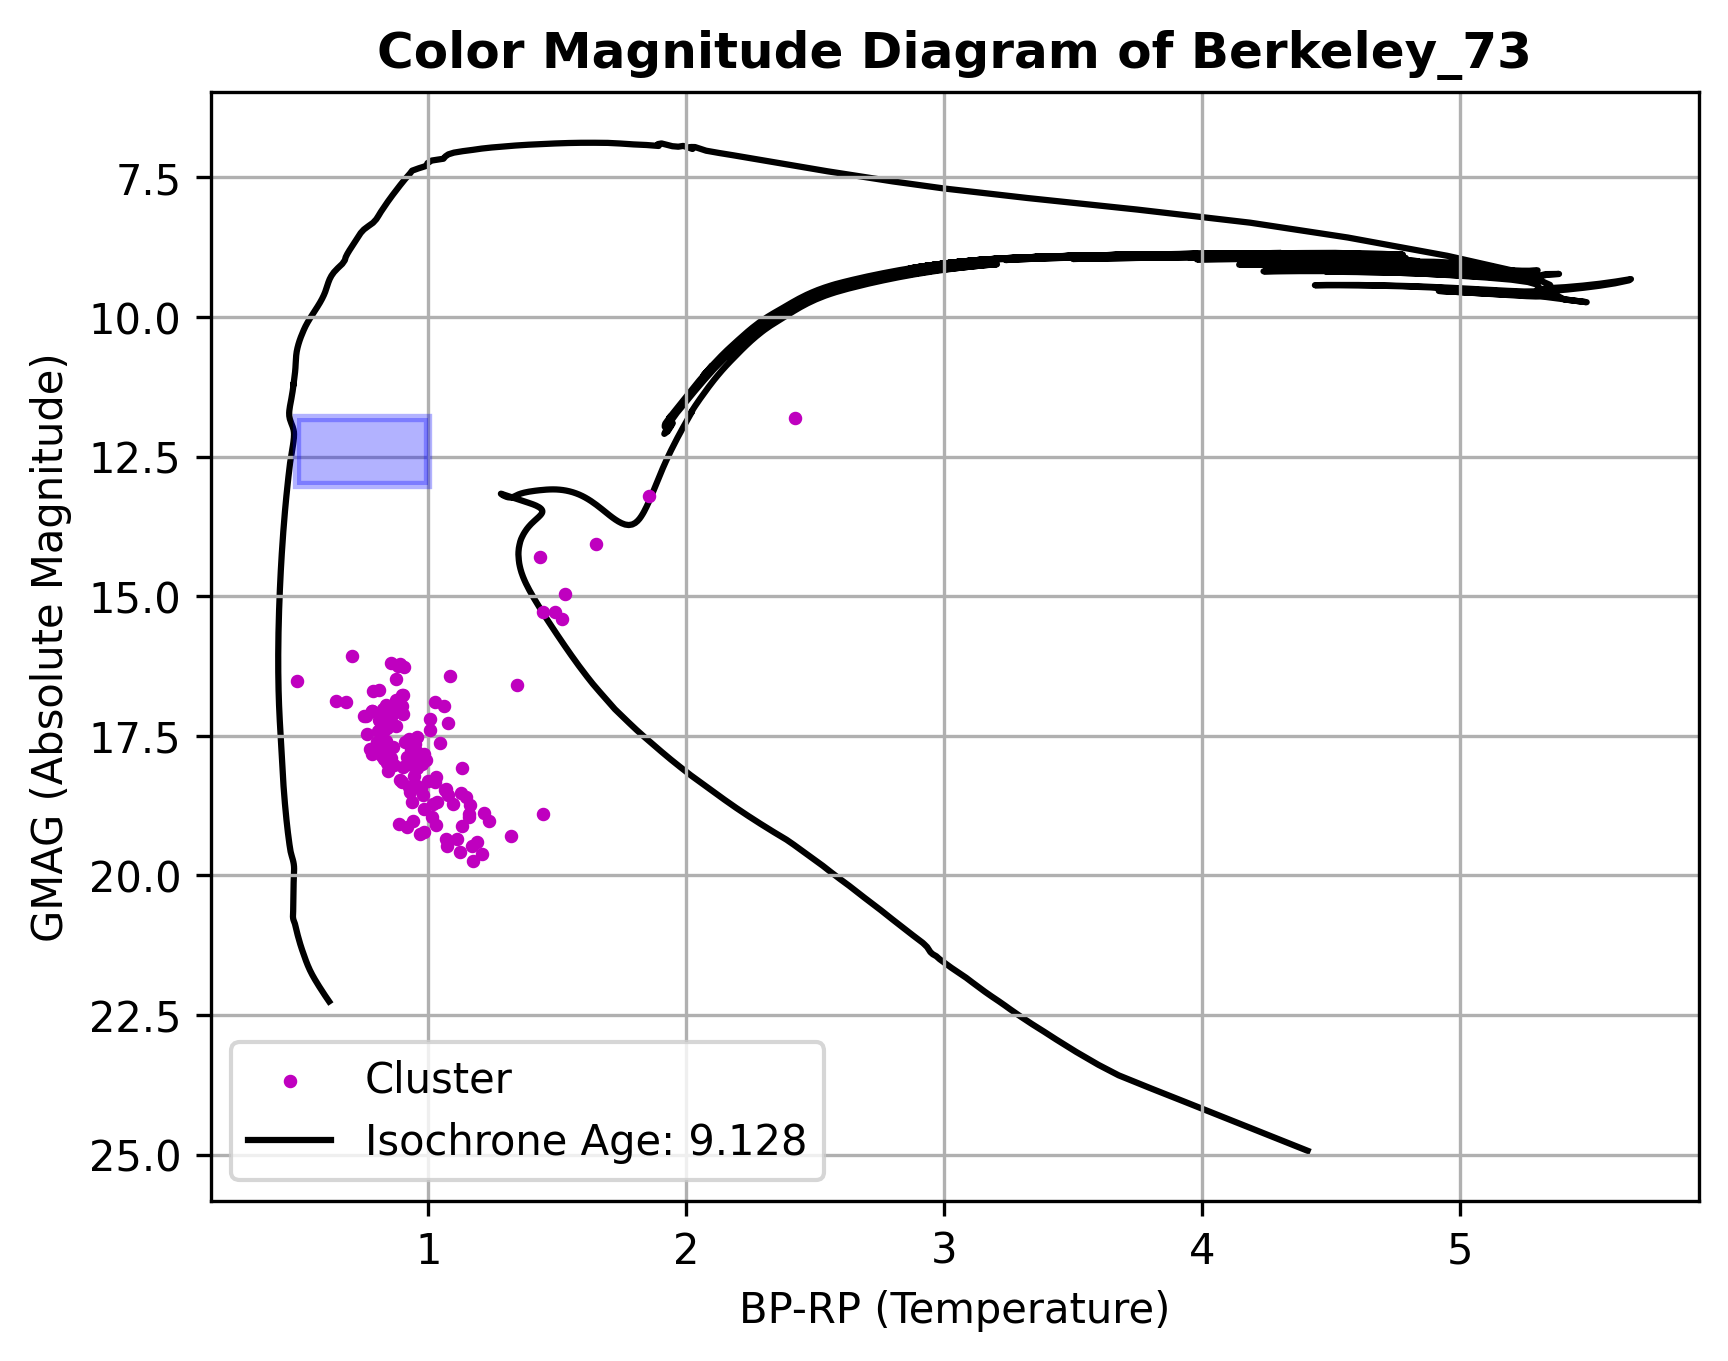 Color Magnitude Diagram of Berkeley_73
GMAG (Absolute Magnitude)
7.5
10.0
12.5
15.0
17.5
20.0
22.5
25.0
Cluster
Isochrone Age: 9.128
1 2 3 4 5
BP-RP (Temperature)